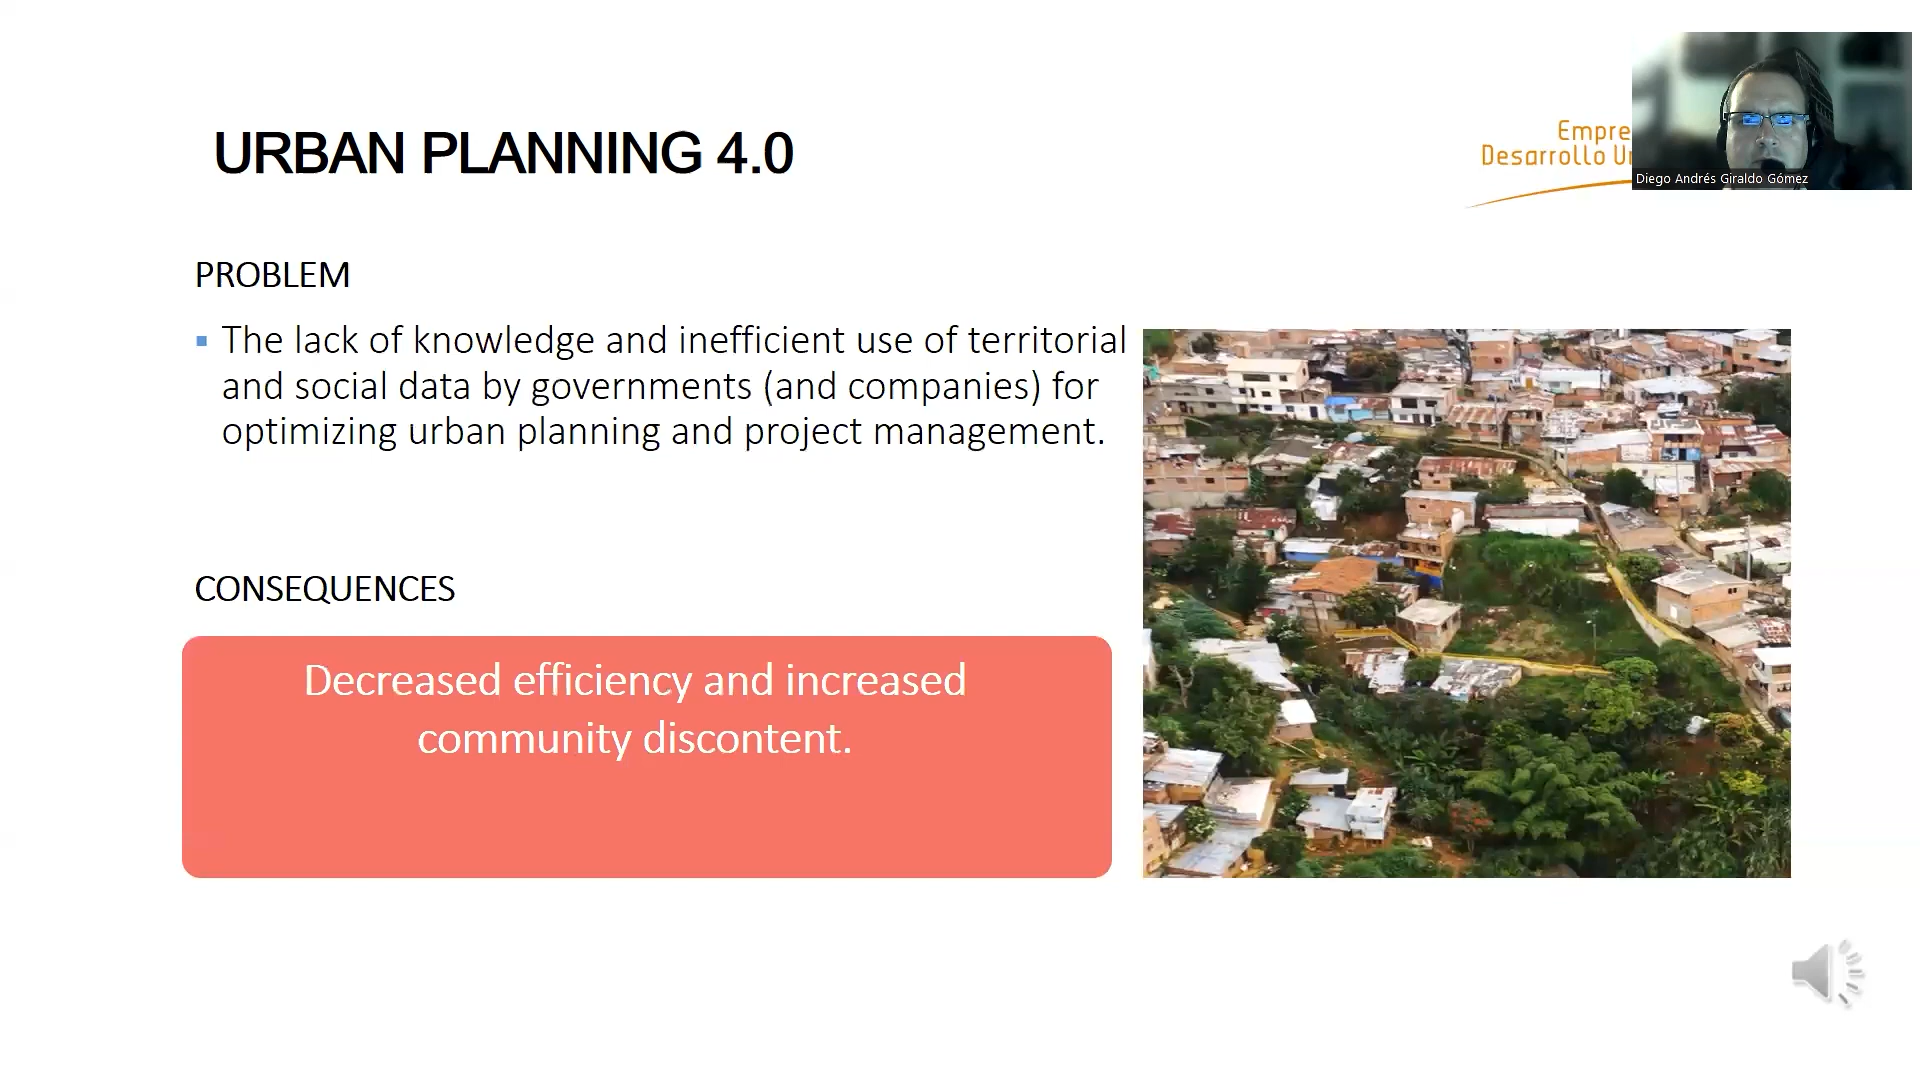 URBAN PLANNING 4.0
Empre
Desarrollo Ur
Diego Andrés Giraldo Gómez
PROBLEM
The lack of knowledge and inefficient use of territorial
and social data by governments (and companies) for
optimizing urban planning and project management.
CONSEQUENCES
Decreased efficiency and increased
community discontent.